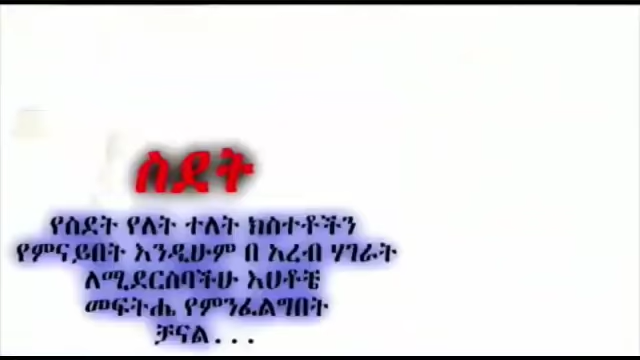 ስደት
የስደት የለት ተለት ክስተቶችን
የምናይበት እንዲሁም በ አረብ ሃገራት
ለሚደርስባችሁ እህቶቼ
መፍትሔ የምንፈልግበት
ቻናል...